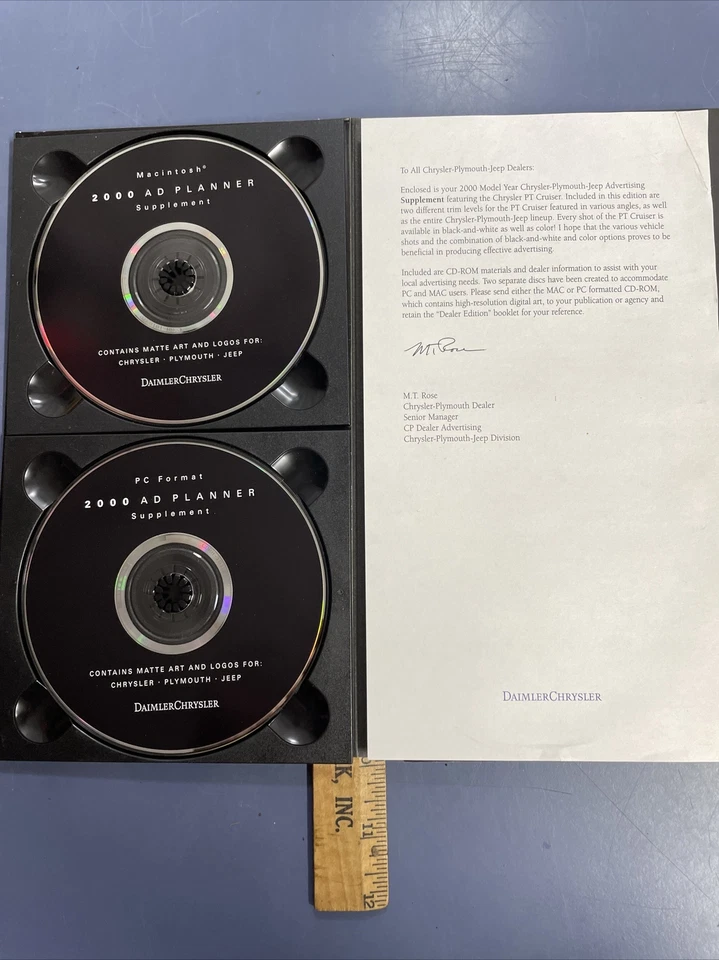 Macintosh®
2000 AD PLANNER
Supplement
CONTAINS MATTE ART AND LOGOS FOR:
CHRYSLER · PLYMOUTH · JEEP
DAIMLERCHRYSLER
PC Format
2000 AD PLANNER
Supplement
CONTAINS MATTE ART AND LOGOS FOR:
CHRYSLER · PLYMOUTH · JEEP
DAIMLERCHRYSLER
To All Chrysler-Plymouth-Jeep Dealers:
Enclosed is your 2000 Model Year Chrysler-Plymouth-Jeep Advertising
Supplement featuring the Chrysler PT Cruiser. Included in this edition are
two different trim levels for the PT Cruiser featured in various angles, as well
as the entire Chrysler-Plymouth-Jeep lineup. Every shot of the PT Cruiser is
available in black-and-white as well as color! I hope that the various vehicle
shots and the combination of black-and-white and color options proves to be
beneficial in producing effective advertising.
Included are CD-ROM materials and dealer information to assist with your
local advertising needs. Two separate discs have been created to accommodate
PC and MAC users. Please send either the MAC or PC formatted CD-ROM,
which contains high-resolution digital art, to your publication or agency and
retain the “Dealer Edition” booklet for your reference.
M.T. Rose
M.T. Rose
Chrysler-Plymouth Dealer
Senior Manager
CP Dealer Advertising
Chrysler-Plymouth-Jeep Division
DAIMLERCHRYSLER
K, INC.
11
12